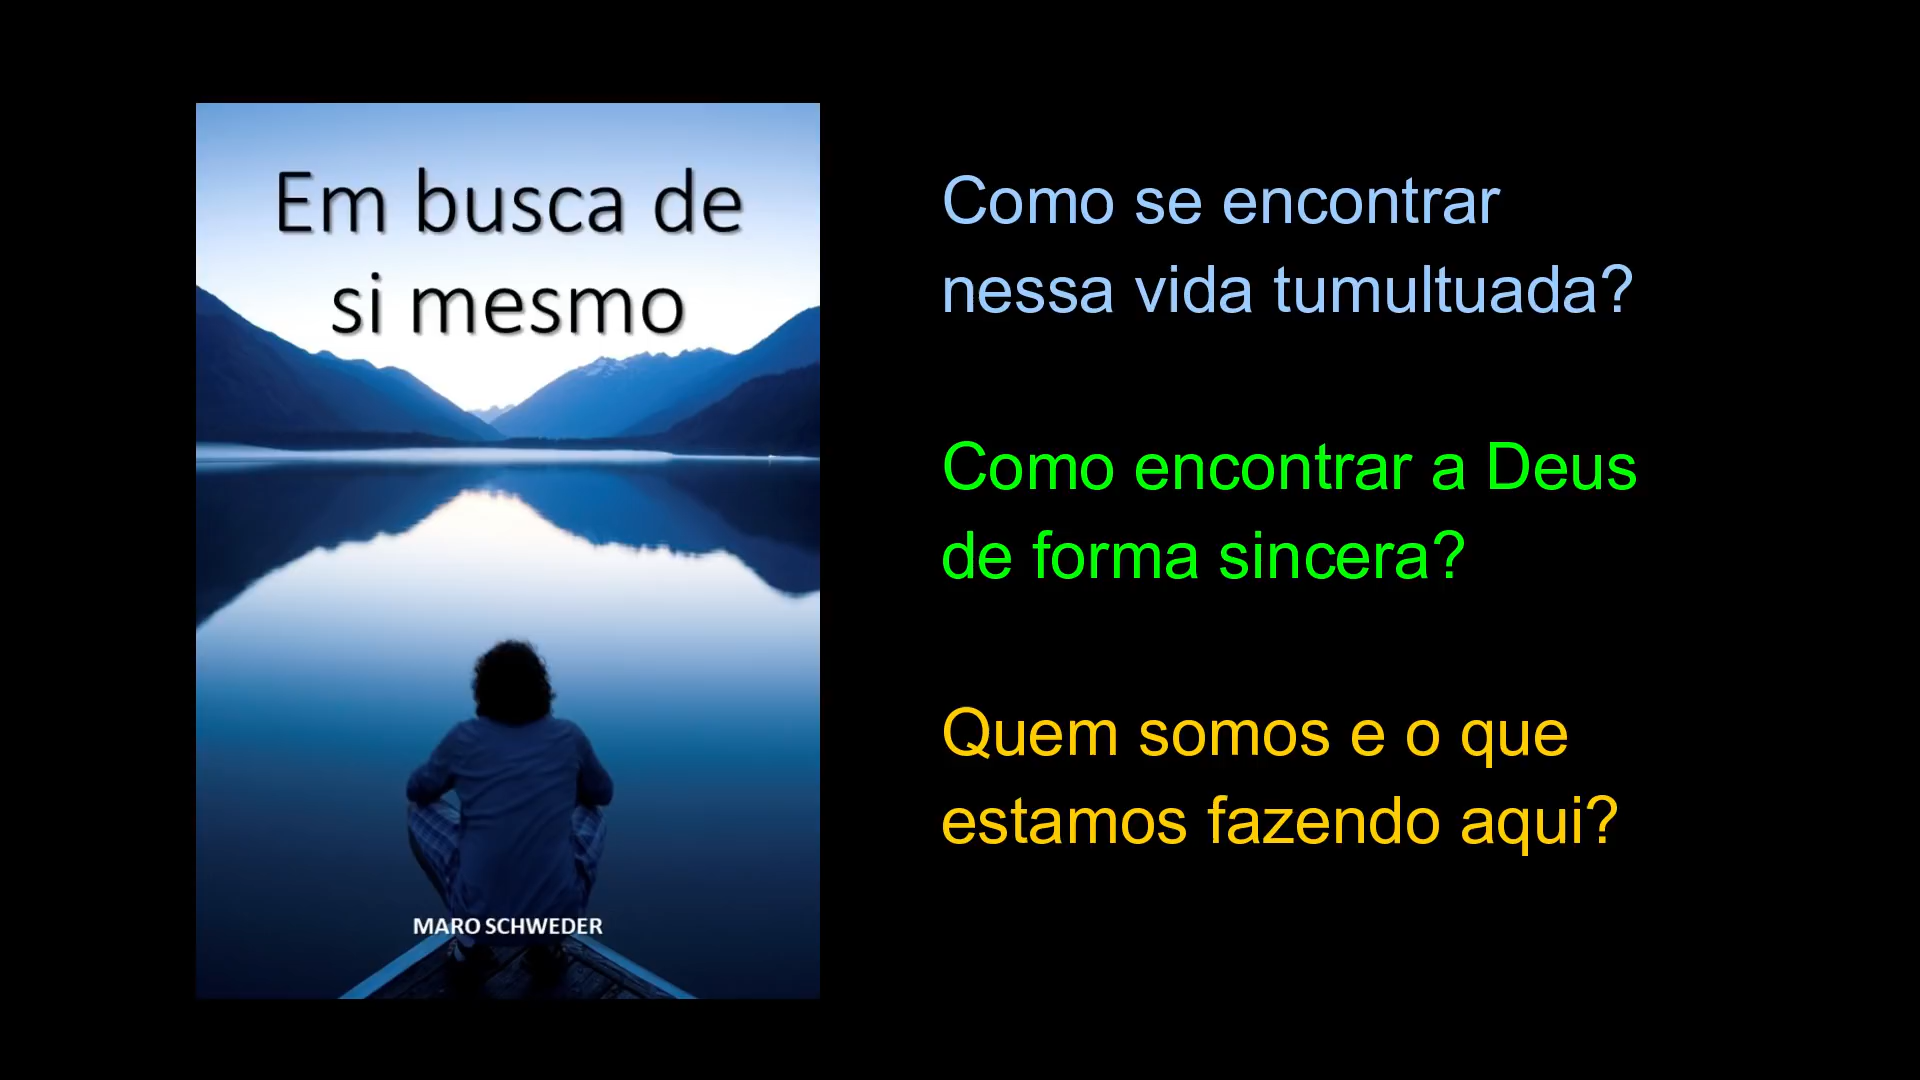 Em busca de
si mesmo
MARO SCHWEDER
Como se encontrar
nessa vida tumultuada?
Como encontrar a Deus
de forma sincera?
Quem somos e o que
estamos fazendo aqui?